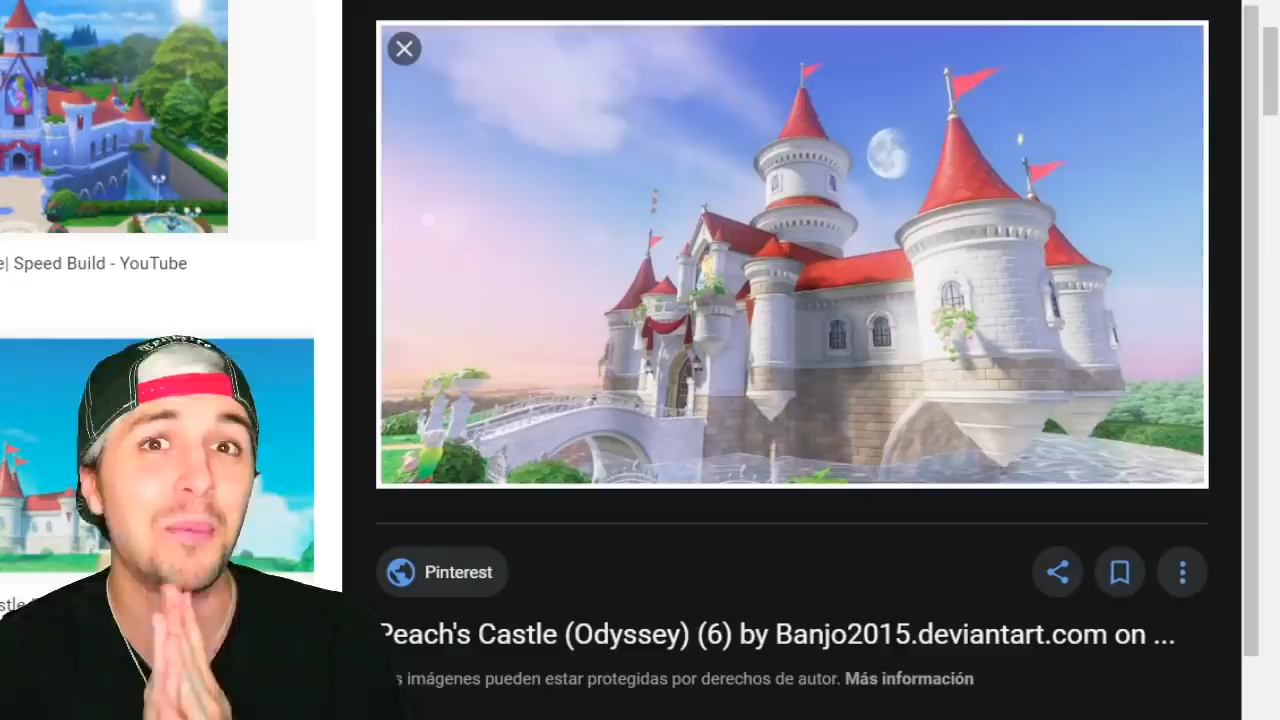 e| Speed Build - YouTube
stle
Pinterest
Peach's Castle (Odyssey) (6) by Banjo2015.deviantart.com on ...
s imágenes pueden estar protegidas por derechos de autor. Más información